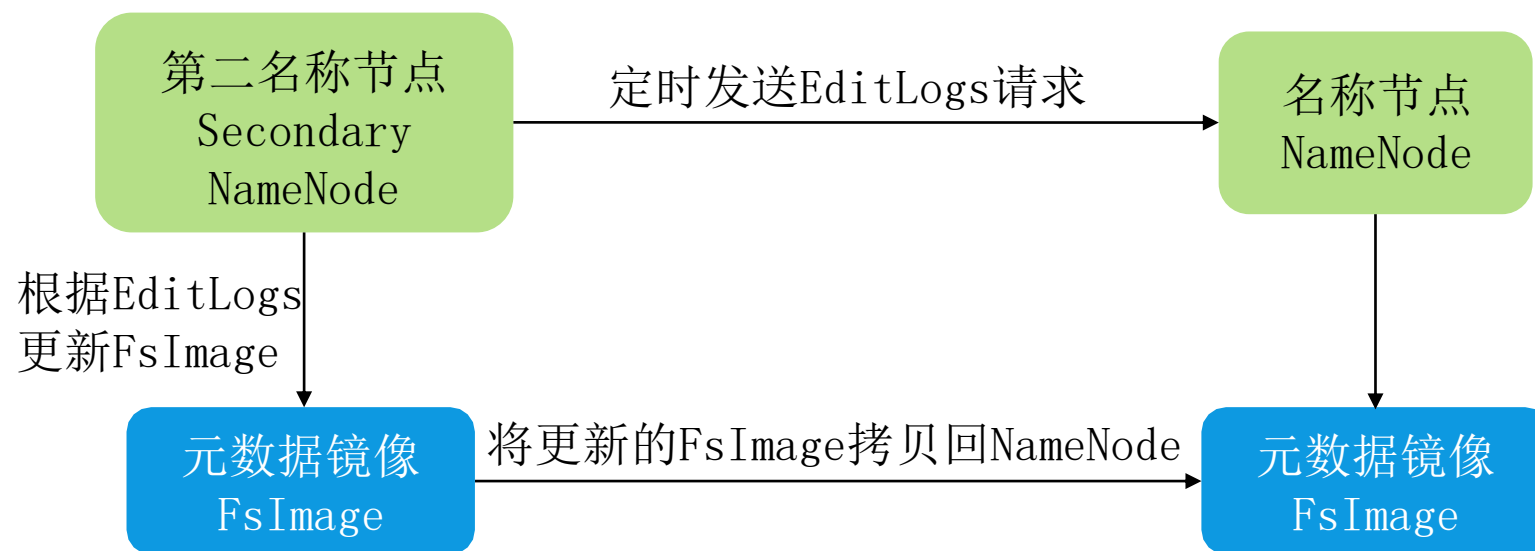 第二名称节点
Secondary
NameNode
定时发送EditLogs请求
名称节点
NameNode
根据EditLogs
更新FsImage
元数据镜像
FsImage
将更新的FsImage拷贝回NameNode
元数据镜像
FsImage